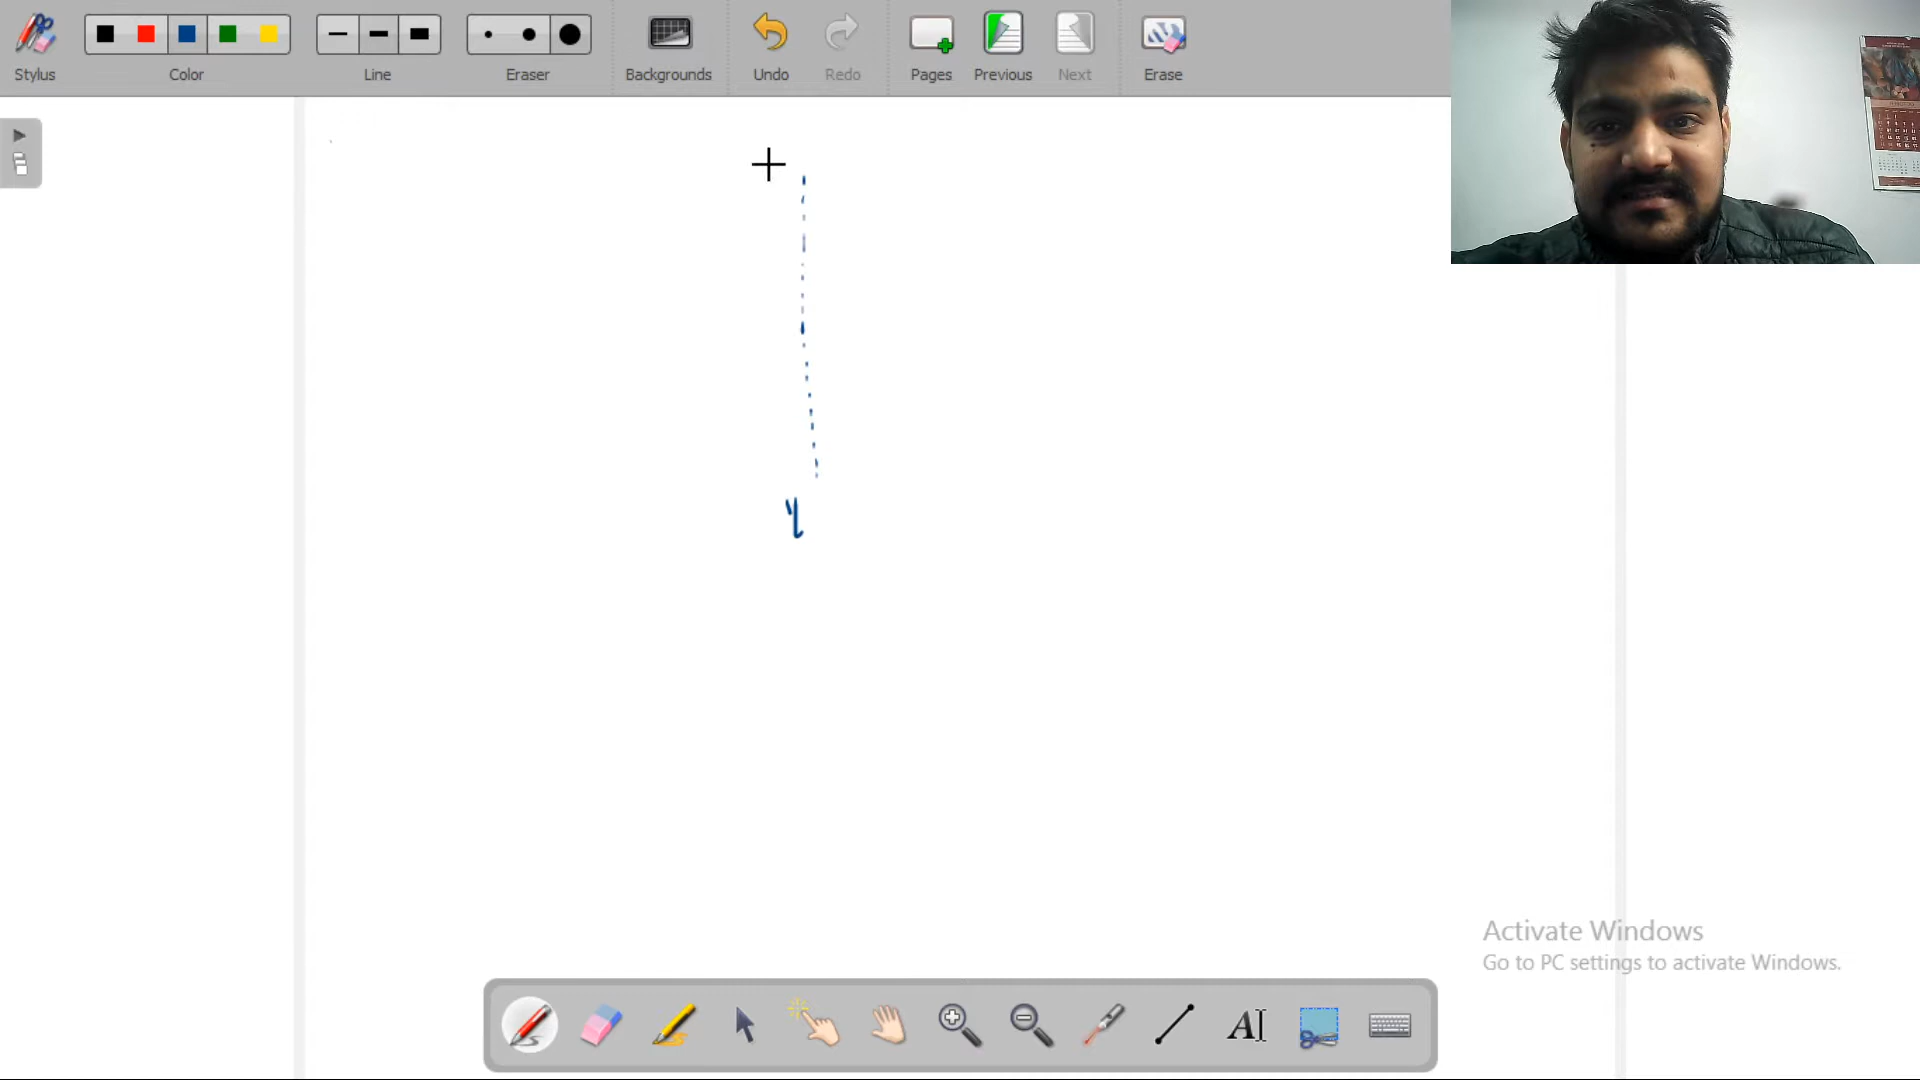 Stylus
Color
Line
Eraser
Backgrounds
Undo
Redo
Pages
Previous
Next
Erase
Activate Windows
Go to PC settings to activate Windows.